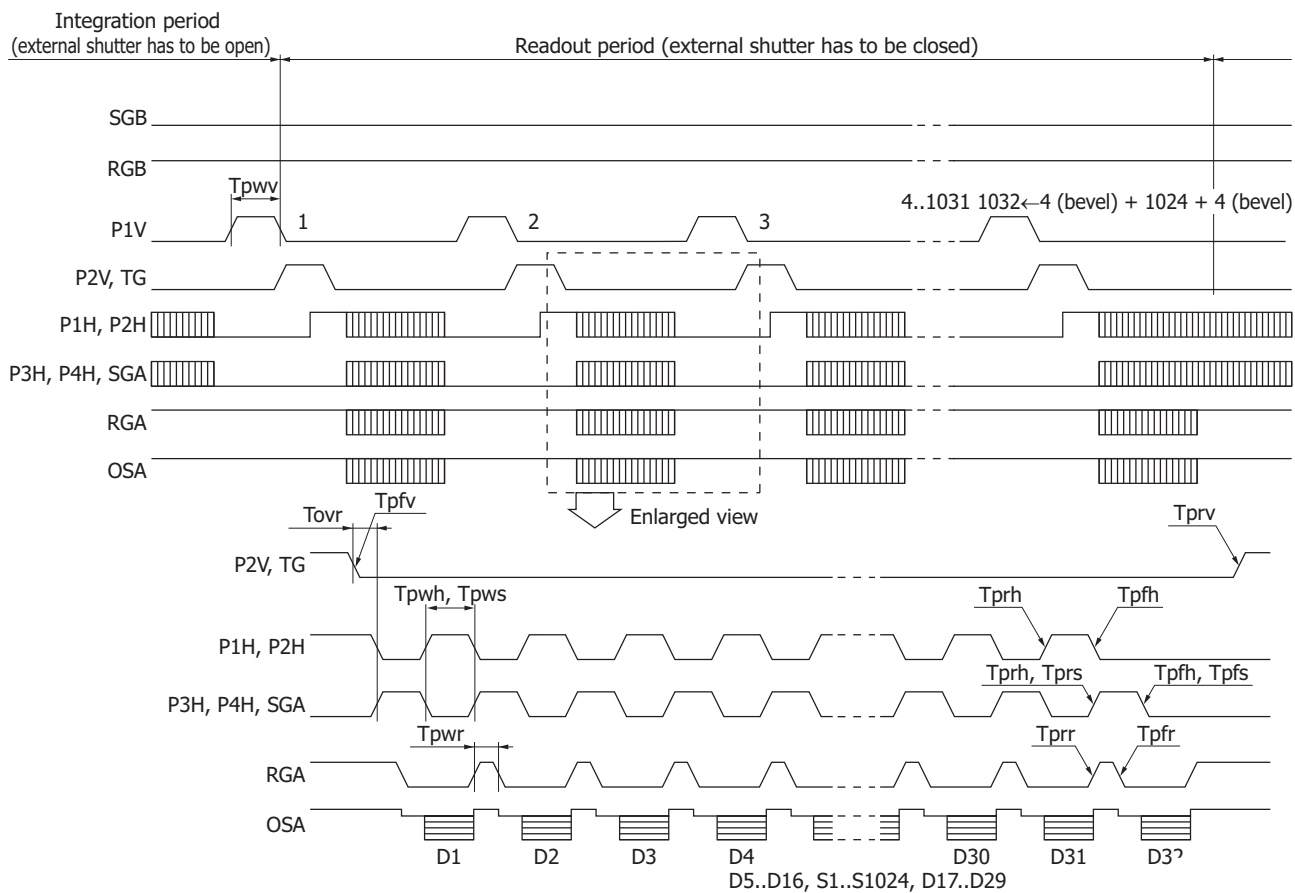 Integration period
(external shutter has to be open)
Readout period (external shutter has to be closed)
SGB
RGB
Tpwv
4..1031 1032←4 (bevel) + 1024 + 4 (bevel)
P1V
1
2
3
P2V, TG
P1H, P2H
P3H, P4H, SGA
RGA
OSA
Enlarged view
Tovr
Tpfv
Tprv
P2V, TG
Tpwh, Tpws
Tprh
Tpfh
P1H, P2H
Tprh, Tprs
Tpfh, Tpfs
P3H, P4H, SGA
Tpwr
Tprr
Tpfr
RGA
OSA
D1
D2
D3
D4
D30
D31
D5..D16, S1..S1024, D17..D29